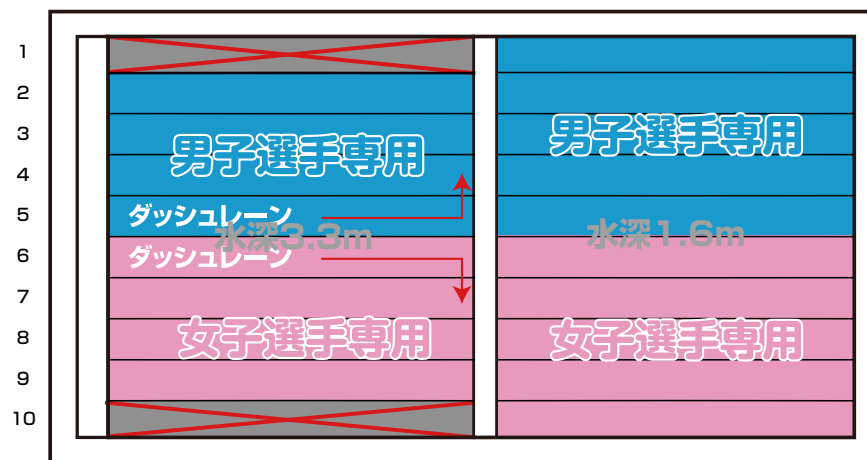 1
2
3
4
5
6
7
8
9
10
男子選手専用
ダッシュレーン
水深3.3m
ダッシュレーン
女子選手専用
男子選手専用
水深1.6m
女子選手専用